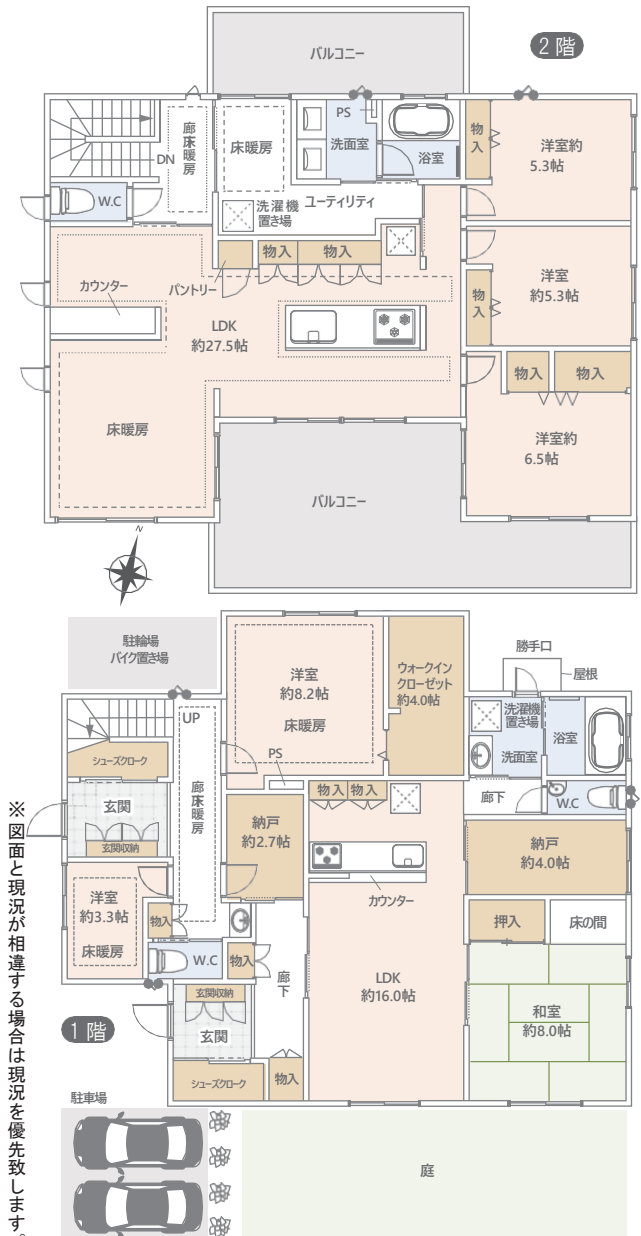 2階
バルコニー
PS
洗面室
浴室
物入
洋室約
5.3帖
廊床暖房
DN
床暖房
W.C
洗濯機
置き場
ユーティリティ
物入
物入
パントリー
カウンター
LDK
約27.5帖
床暖房
洋室
約5.3帖
物入
物入
物入
洋室約
6.5帖
バルコニー
N
駐輪場
バイク置き場
洋室
約8.2帖
床暖房
ウォークイン
クローゼット
約4.0帖
勝手口
屋根
洗濯機
置き場
洗面室
浴室
UP
シューズクローク
玄関
玄関収納
廊床暖房
PS
物入
物入
廊下
W.C
納戸
約2.7帖
カウンター
納戸
約4.0帖
洋室
約3.3帖
床暖房
物入
W.C
物入
廊下
LDK
約16.0帖
押入
床の間
和室
約8.0帖
1階
玄関収納
玄関
シューズクローク
物入
駐車場
庭
※図面と現況が相違する場合は現況を優先致します。